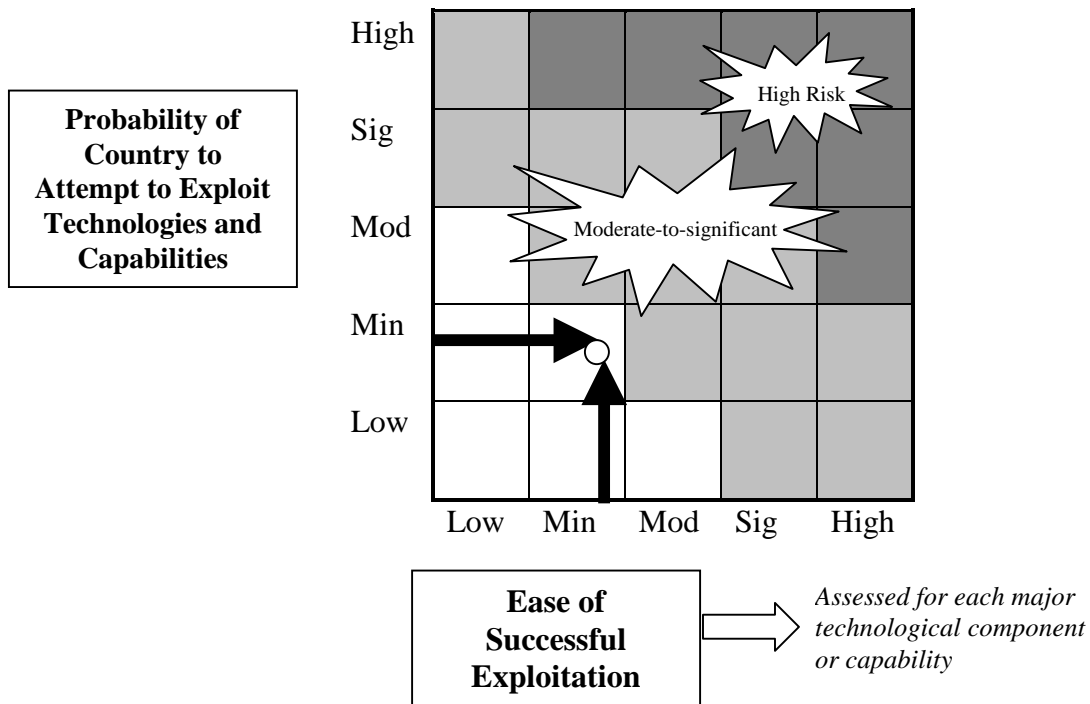 High
High Risk
Probability of
Country to
Attempt to Exploit
Technologies and
Capabilities
Sig
Mod
Moderate-to-significant
Min
Low
Low Min Mod Sig High
Ease of
Successful
Exploitation
Assessed for each major
technological component
or capability